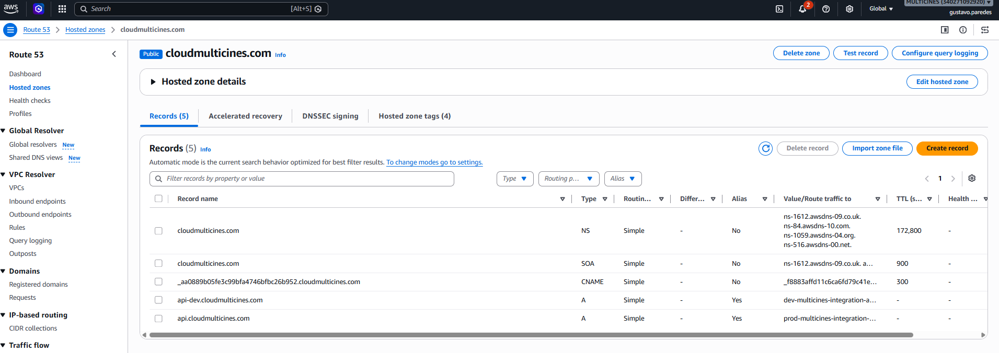 aws
Search
[Alt+S]
2
Global
MULTICINES (340271092920)
gustavo.paredes
Route 53
Hosted zones
cloudmulticines.com
Route 53
Dashboard
Hosted zones
Health checks
Profiles
Global Resolver
Global resolvers New
Shared DNS views New
VPC Resolver
VPCs
Inbound endpoints
Outbound endpoints
Rules
Query logging
Outposts
Domains
Registered domains
Requests
IP-based routing
CIDR collections
Traffic flow
Public cloudmulticines.com Info
Delete zone
Test record
Configure query logging
Hosted zone details
Edit hosted zone
Records (5)
Accelerated recovery
DNSSEC signing
Hosted zone tags (4)
Records (5) Info
Delete record
Import zone file
Create record
Automatic mode is the current search behavior optimized for best filter results. To change modes go to settings.
Filter records by property or value
Type
Routing p...
Alias
1
Record name Type Routin... Differ... Alias Value/Route traffic to TTL (s... Health ...
cloudmulticines.com NS Simple - No
ns-1612.awsdns-09.co.uk.
ns-84.awsdns-10.com.
ns-1059.awsdns-04.org.
ns-516.awsdns-00.net.
172,800 -
cloudmulticines.com SOA Simple - No ns-1612.awsdns-09.co.uk. a... 900 -
_aa0889b05fe3c99bfa4746bfbc26b952.cloudmulticines.com CNAME Simple - No _f8883affd11c6ca6fd79c41e... 300 -
api-dev.cloudmulticines.com A Simple - Yes dev-multicines-integration-a... - -
api.cloudmulticines.com A Simple - Yes prod-multicines-integration-... - -